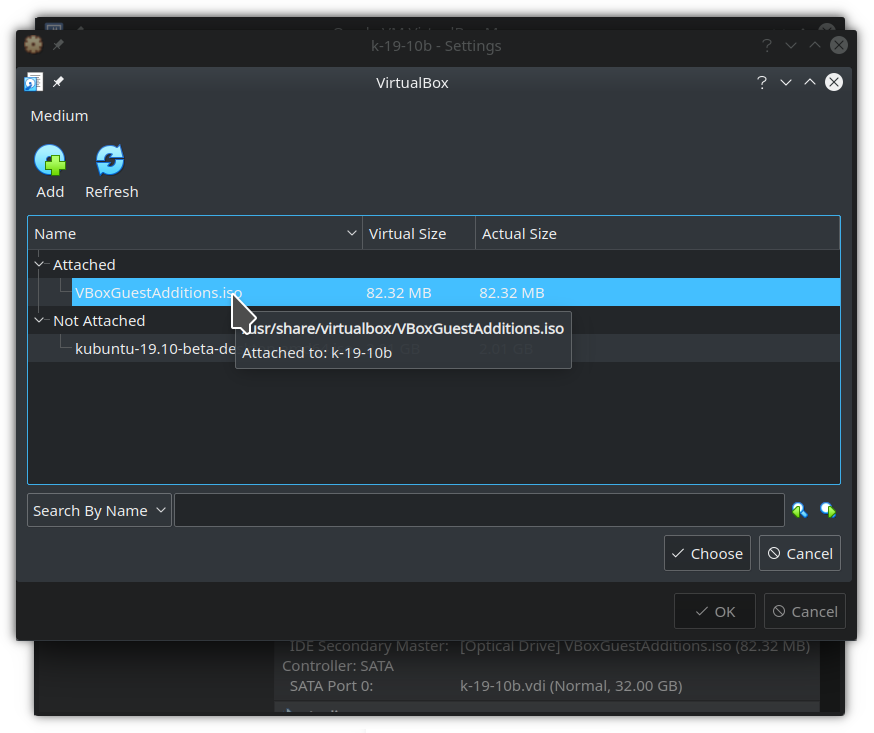 k-19-10b - Settings
VirtualBox
Medium
Add
Refresh
Name
Virtual Size
Actual Size
Attached
VBoxGuestAdditions.iso
82.32 MB
82.32 MB
Not Attached
usr/share/virtualbox/VBoxGuestAdditions.iso
kubuntu-19.10-beta-de
Attached to: k-19-10b
Search By Name
Choose
Cancel
OK
Cancel
IDE Secondary Master: [Optical Drive] VBoxGuestAdditions.iso (82.32 MB)
Controller: SATA
SATA Port 0: k-19-10b.vdi (Normal, 32.00 GB)